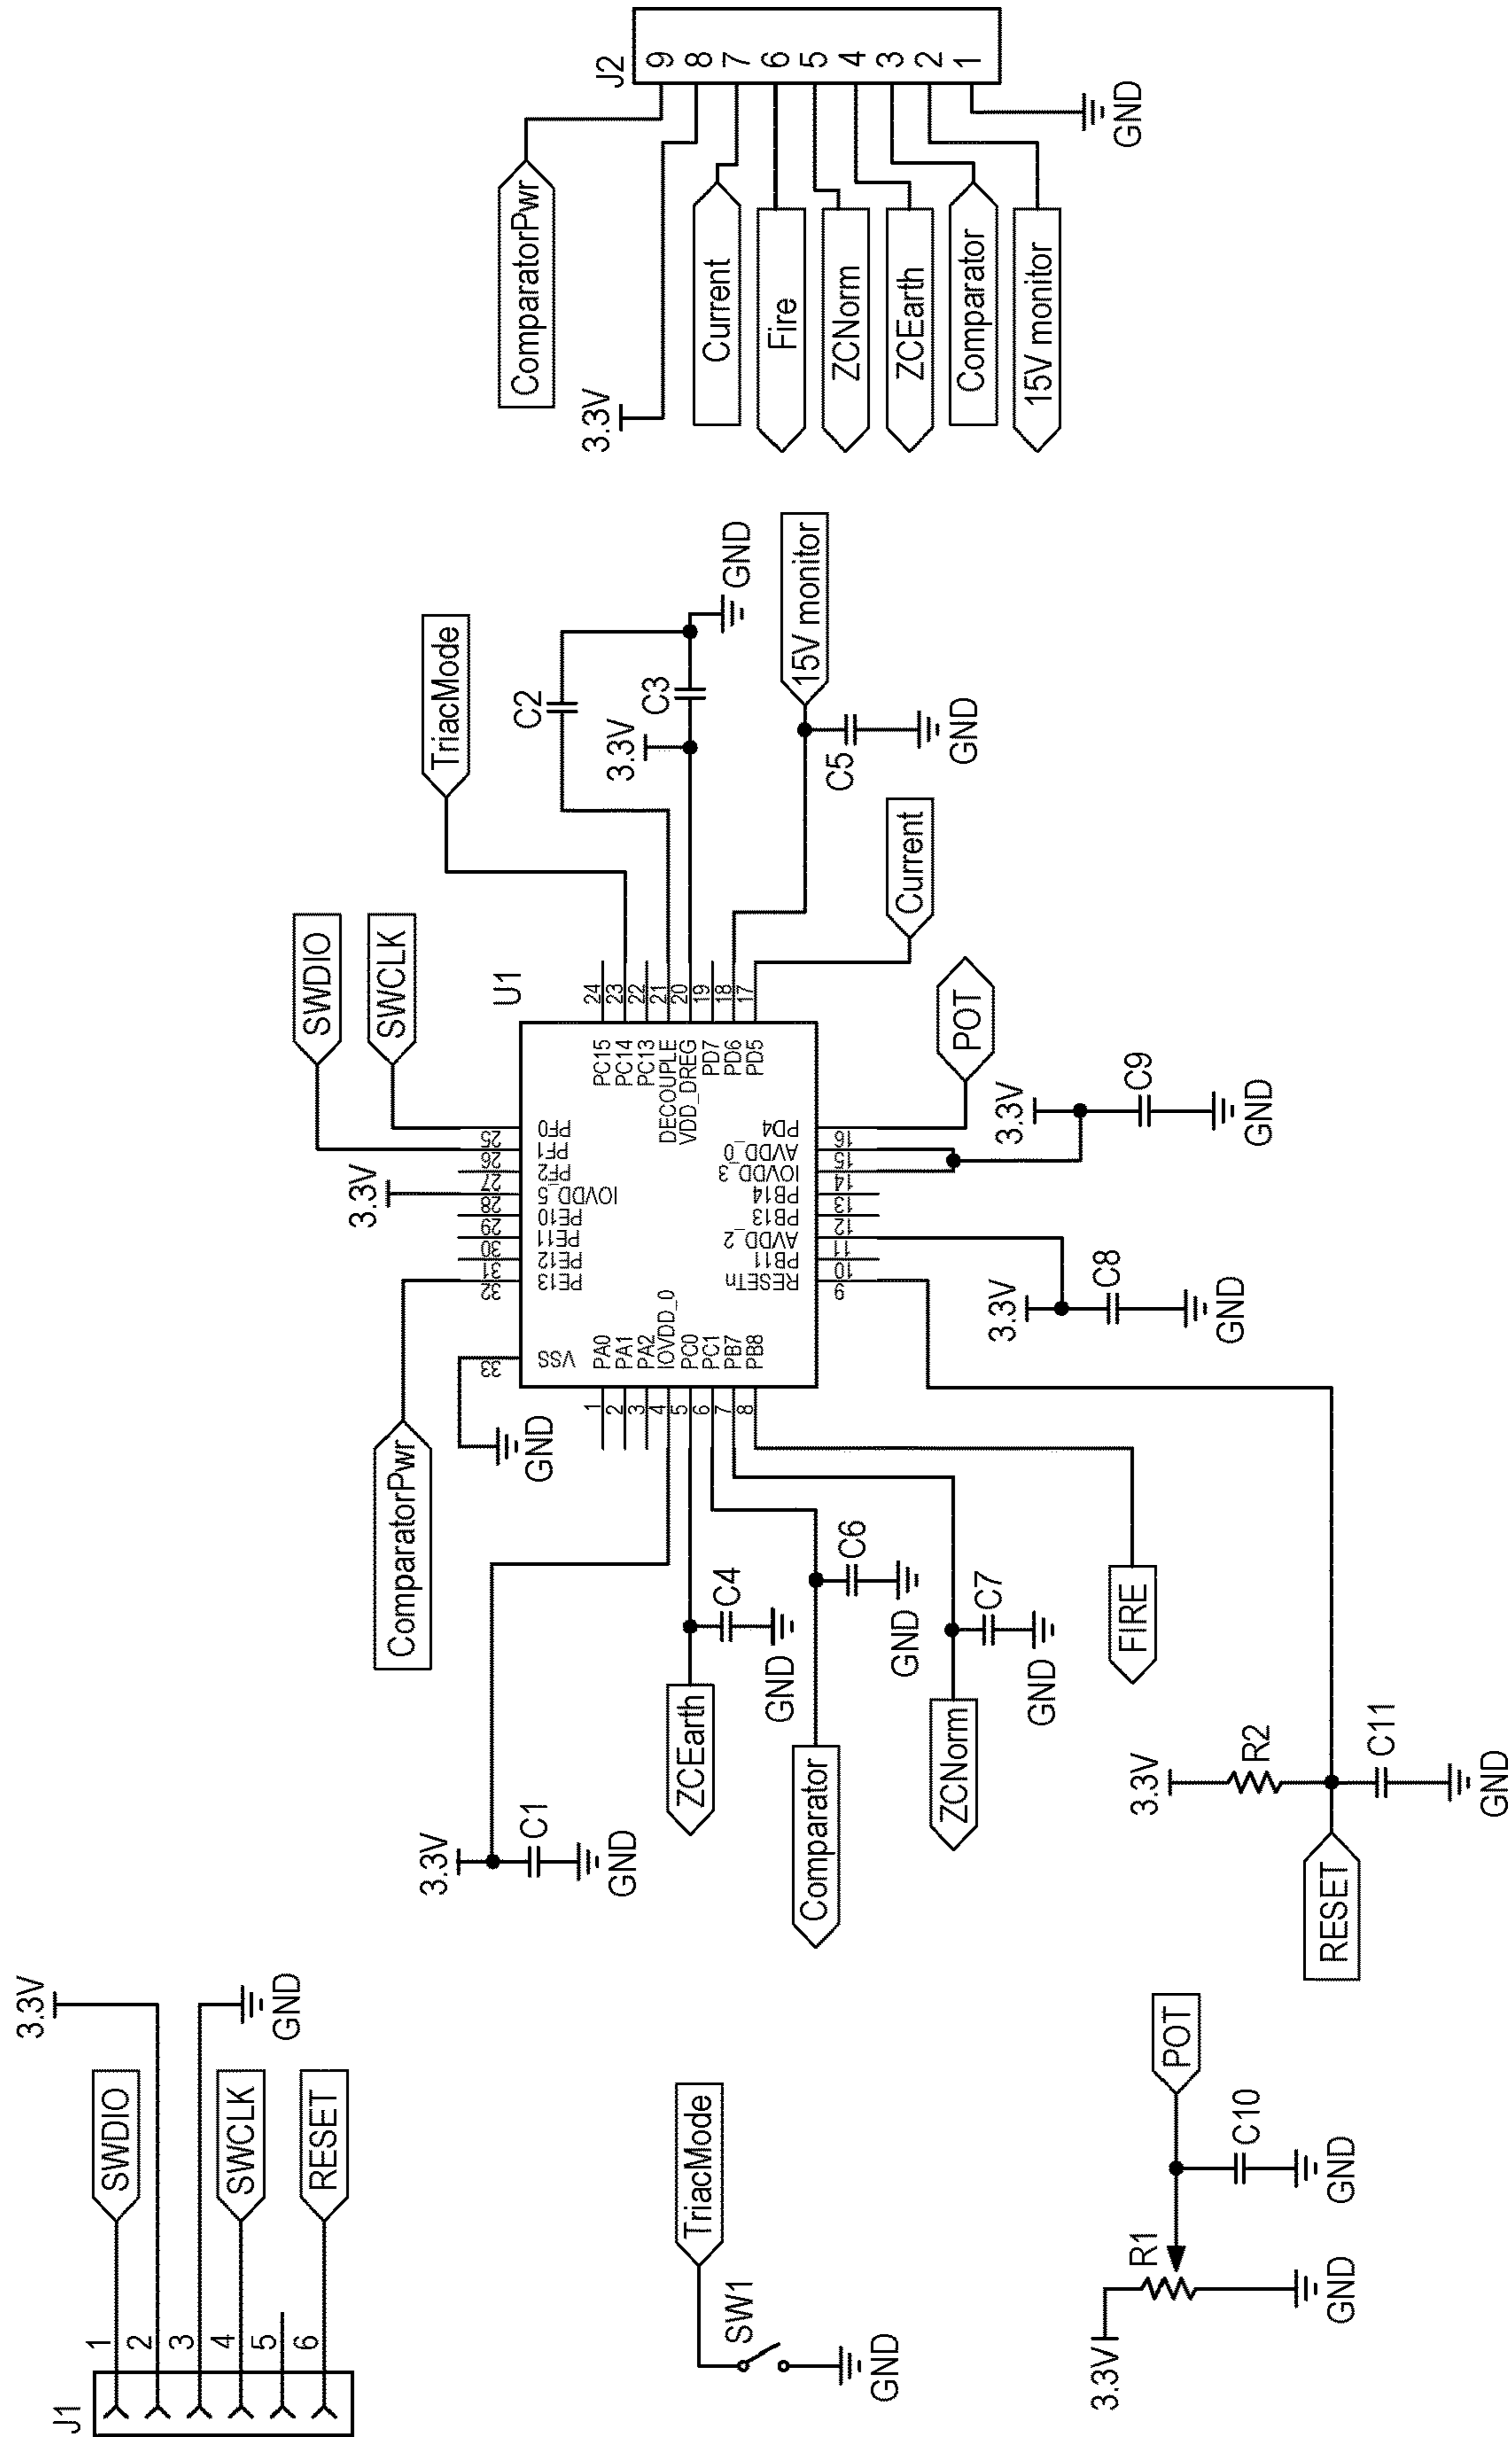 J1
1
2
3
4
5
6
SWDIO
3.3V
GND
SWCLK
RESET
SW1
TriacMode
GND
3.3V
R1
GND
POT
C10
GND
3.3V
C1
GND
ZCEarth
C4
GND
Comparator
C6
GND
ZCNorm
C7
GND
FIRE
3.3V
R2
RESET
C11
GND
ComparatorPwr
GND
3.3V
SWDIO
SWCLK
U1
33 VSS
32 PE13
31 PE12
30 PE11
29 PE10
28 IOVDD_5
27 PF2
26 PF1
25 PF0
1 PA0
2 PA1
3 PA2
4 IOVDD_0
5 PC0
6 PC1
7 PB7
8 PB8
9 RESETn
10 PB11
11 AVDD_2
12 PB13
13 PB14
14 IOVDD_3
15 AVDD_0
16 PD4
PC15 24
PC14 23
PC13 22
DECOUPLE 21
VDD_DREG 20
PD7 19
PD6 18
PD5 17
3.3V
C8
GND
3.3V
C9
GND
POT
Current
TriacMode
C2
3.3V
C3
GND
15V monitor
C5
GND
J2
9
8
7
6
5
4
3
2
1
ComparatorPwr
3.3V
Current
Fire
ZCNorm
ZCEarth
Comparator
15V monitor
GND